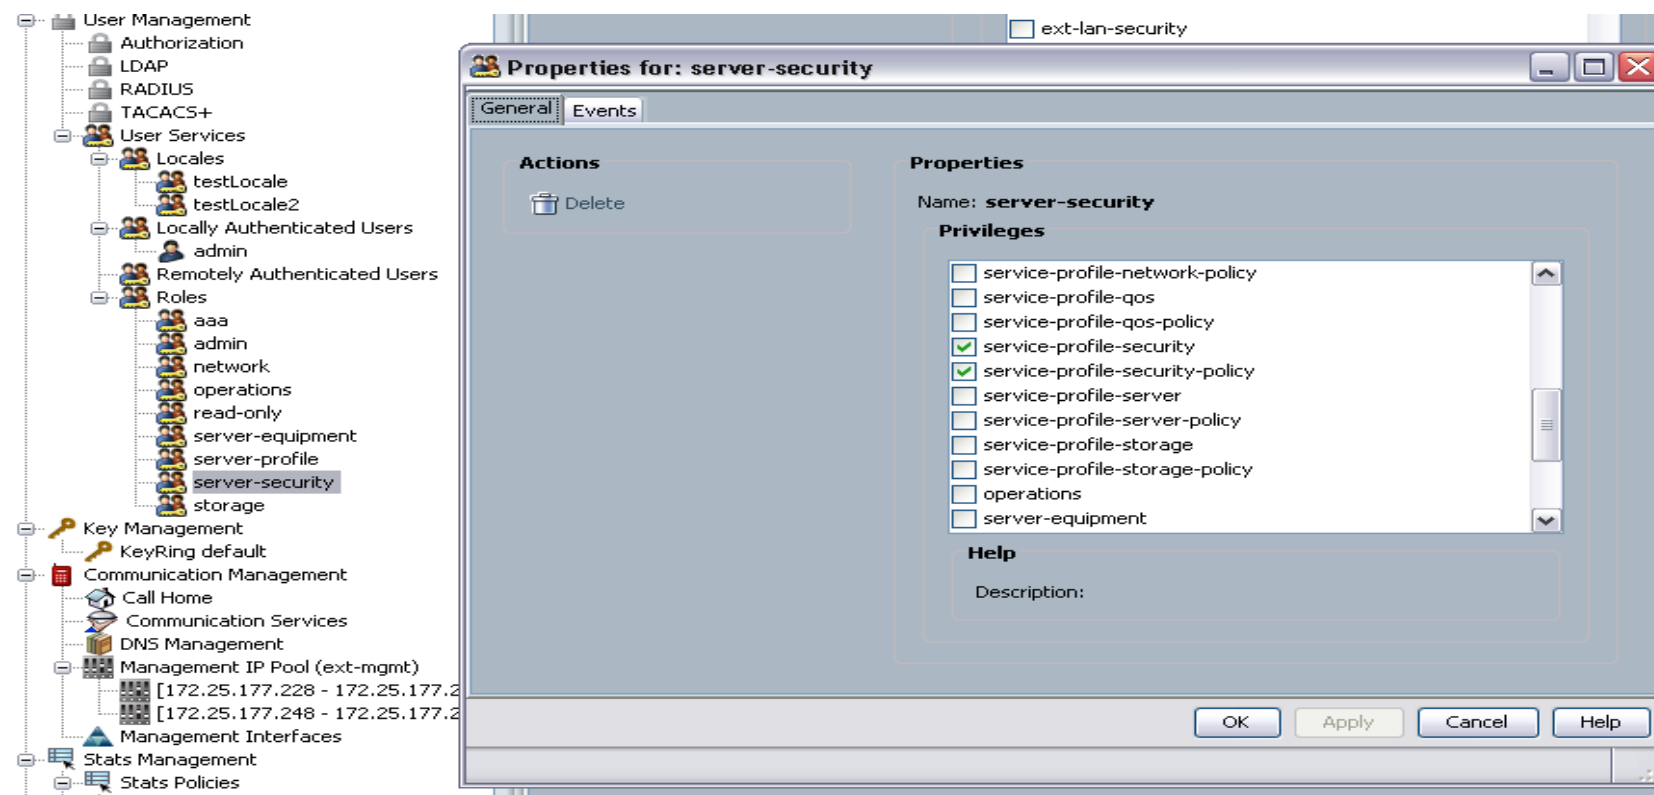 User Management
Authorization
LDAP
RADIUS
TACACS+
User Services
Locales
testLocale
testLocale2
Locally Authenticated Users
admin
Remotely Authenticated Users
Roles
aaa
admin
network
operations
read-only
server-equipment
server-profile
server-security
storage
Key Management
KeyRing default
Communication Management
Call Home
Communication Services
DNS Management
Management IP Pool (ext-mgmt)
[172.25.177.228 - 172.25.177.2
[172.25.177.248 - 172.25.177.2
Management Interfaces
Stats Management
Stats Policies
ext-lan-security
Properties for: server-security
General Events
Actions
Delete
Properties
Name: server-security
Privileges
service-profile-network-policy
service-profile-qos
service-profile-qos-policy
service-profile-security
service-profile-security-policy
service-profile-server
service-profile-server-policy
service-profile-storage
service-profile-storage-policy
operations
server-equipment
Help
Description:
OK Apply Cancel Help